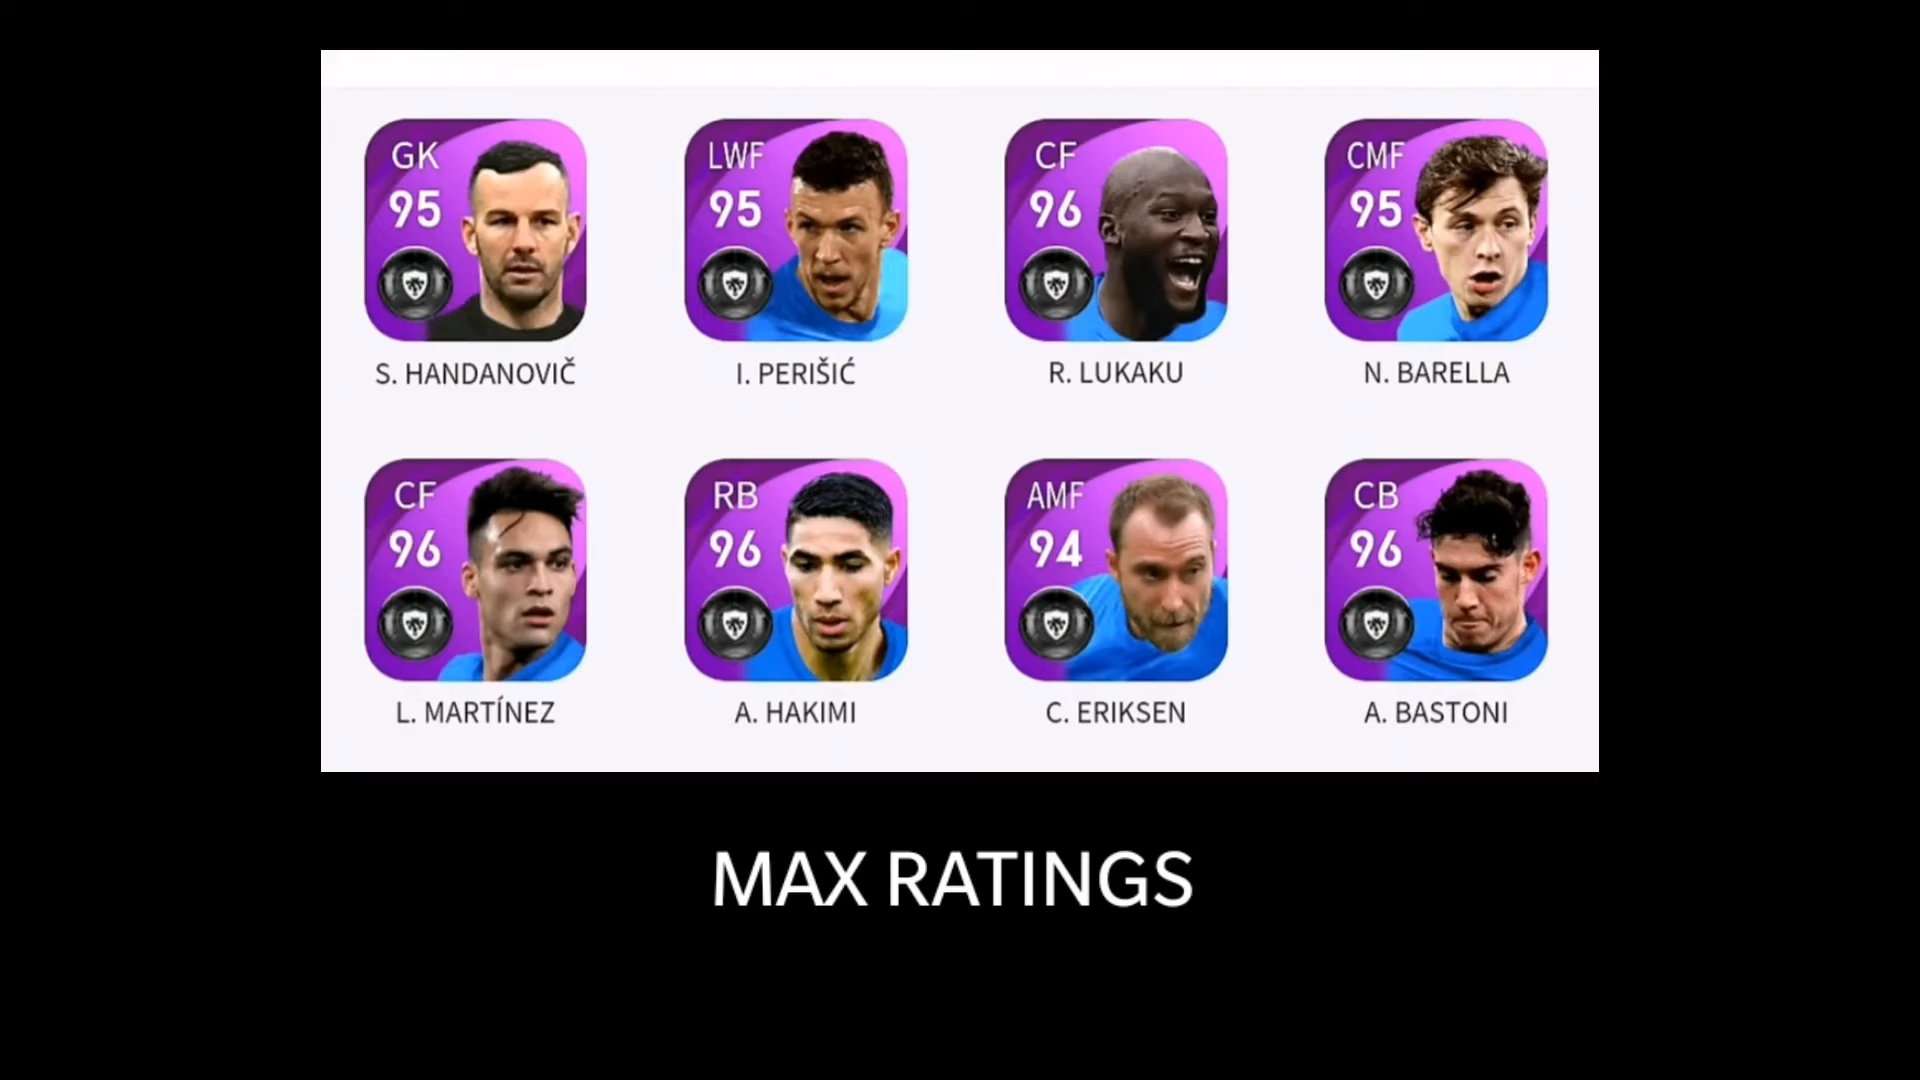 GK LWF CF CMF
95 95 96 95
S. HANDANOVIČ I. PERIŠIĆ R. LUKAKU N. BARELLA
CF RB AMF CB
96 96 94 96
L. MARTÍNEZ A. HAKIMI C. ERIKSEN A. BASTONI
MAX RATINGS